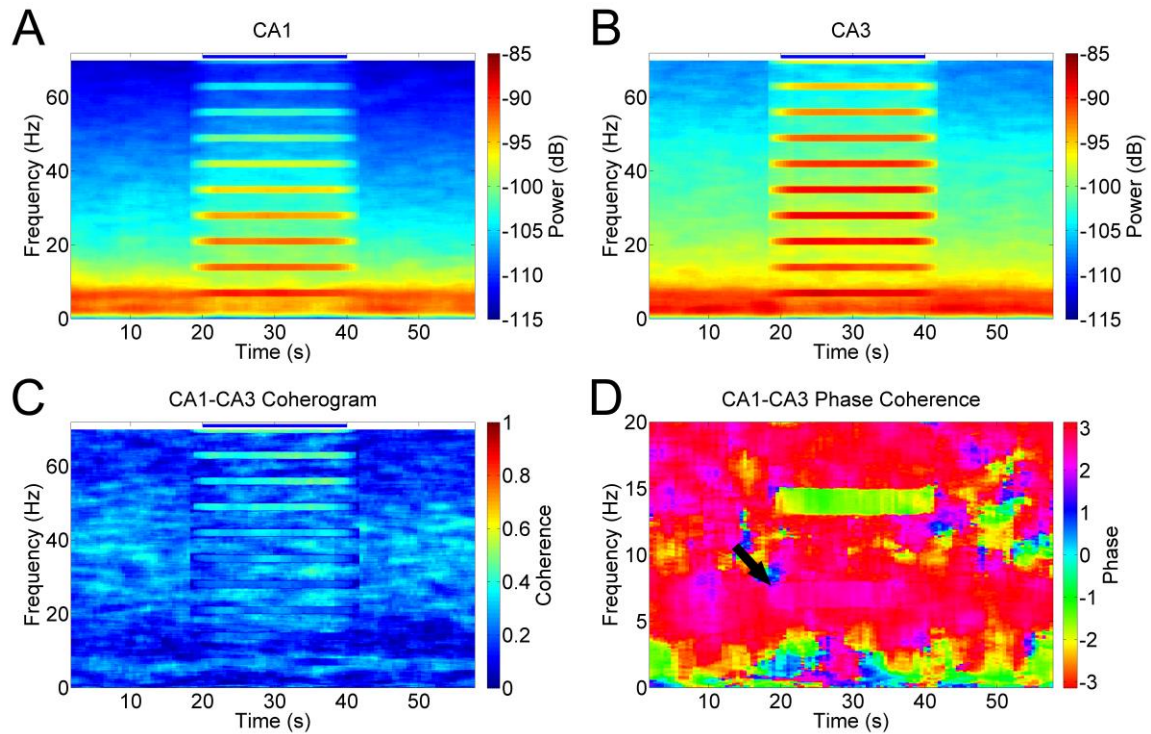 A
CA1
Frequency (Hz)
60
40
20
0
10 20 30 40 50
Time (s)
-85
-90
-95
-100
-105
-110
-115
Power (dB)
B
CA3
Frequency (Hz)
60
40
20
0
10 20 30 40 50
Time (s)
-85
-90
-95
-100
-105
-110
-115
Power (dB)
C
CA1-CA3 Coherogram
Frequency (Hz)
60
40
20
0
10 20 30 40 50
Time (s)
1
0.8
0.6
0.4
0.2
0
Coherence
D
CA1-CA3 Phase Coherence
Frequency (Hz)
20
15
10
5
0
10 20 30 40 50
Time (s)
3
2
1
0
-1
-2
-3
Phase